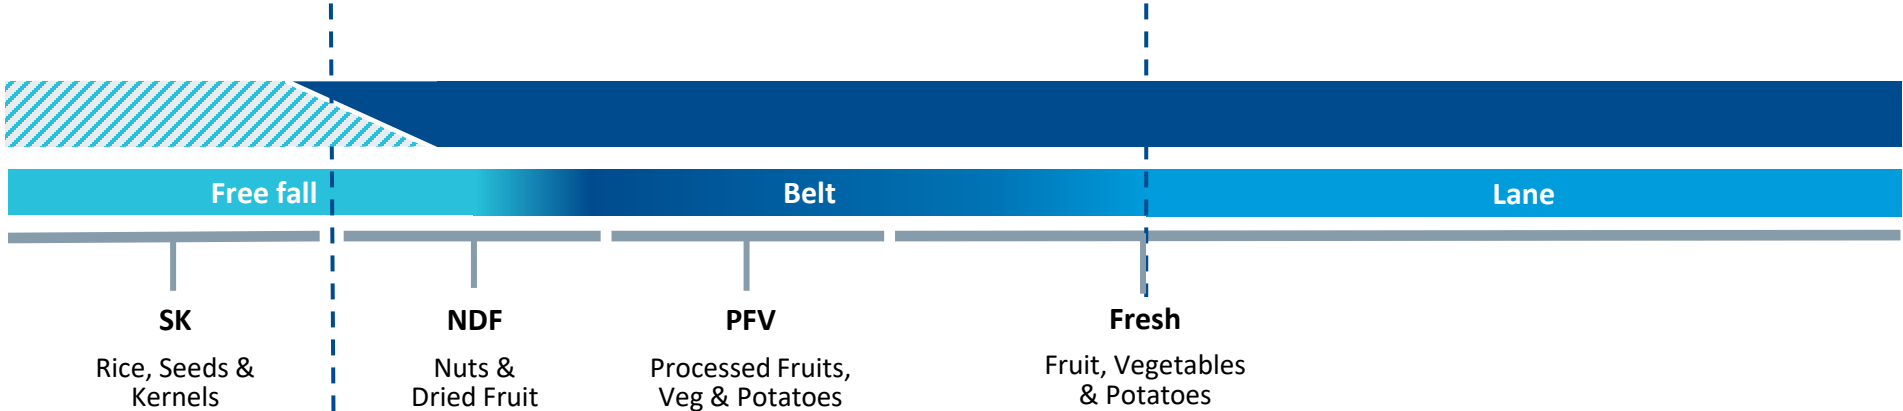 Free fall
Belt
Lane
SK
Rice, Seeds &
Kernels
NDF
Nuts &
Dried Fruit
PFV
Processed Fruits,
Veg & Potatoes
Fresh
Fruit, Vegetables
& Potatoes